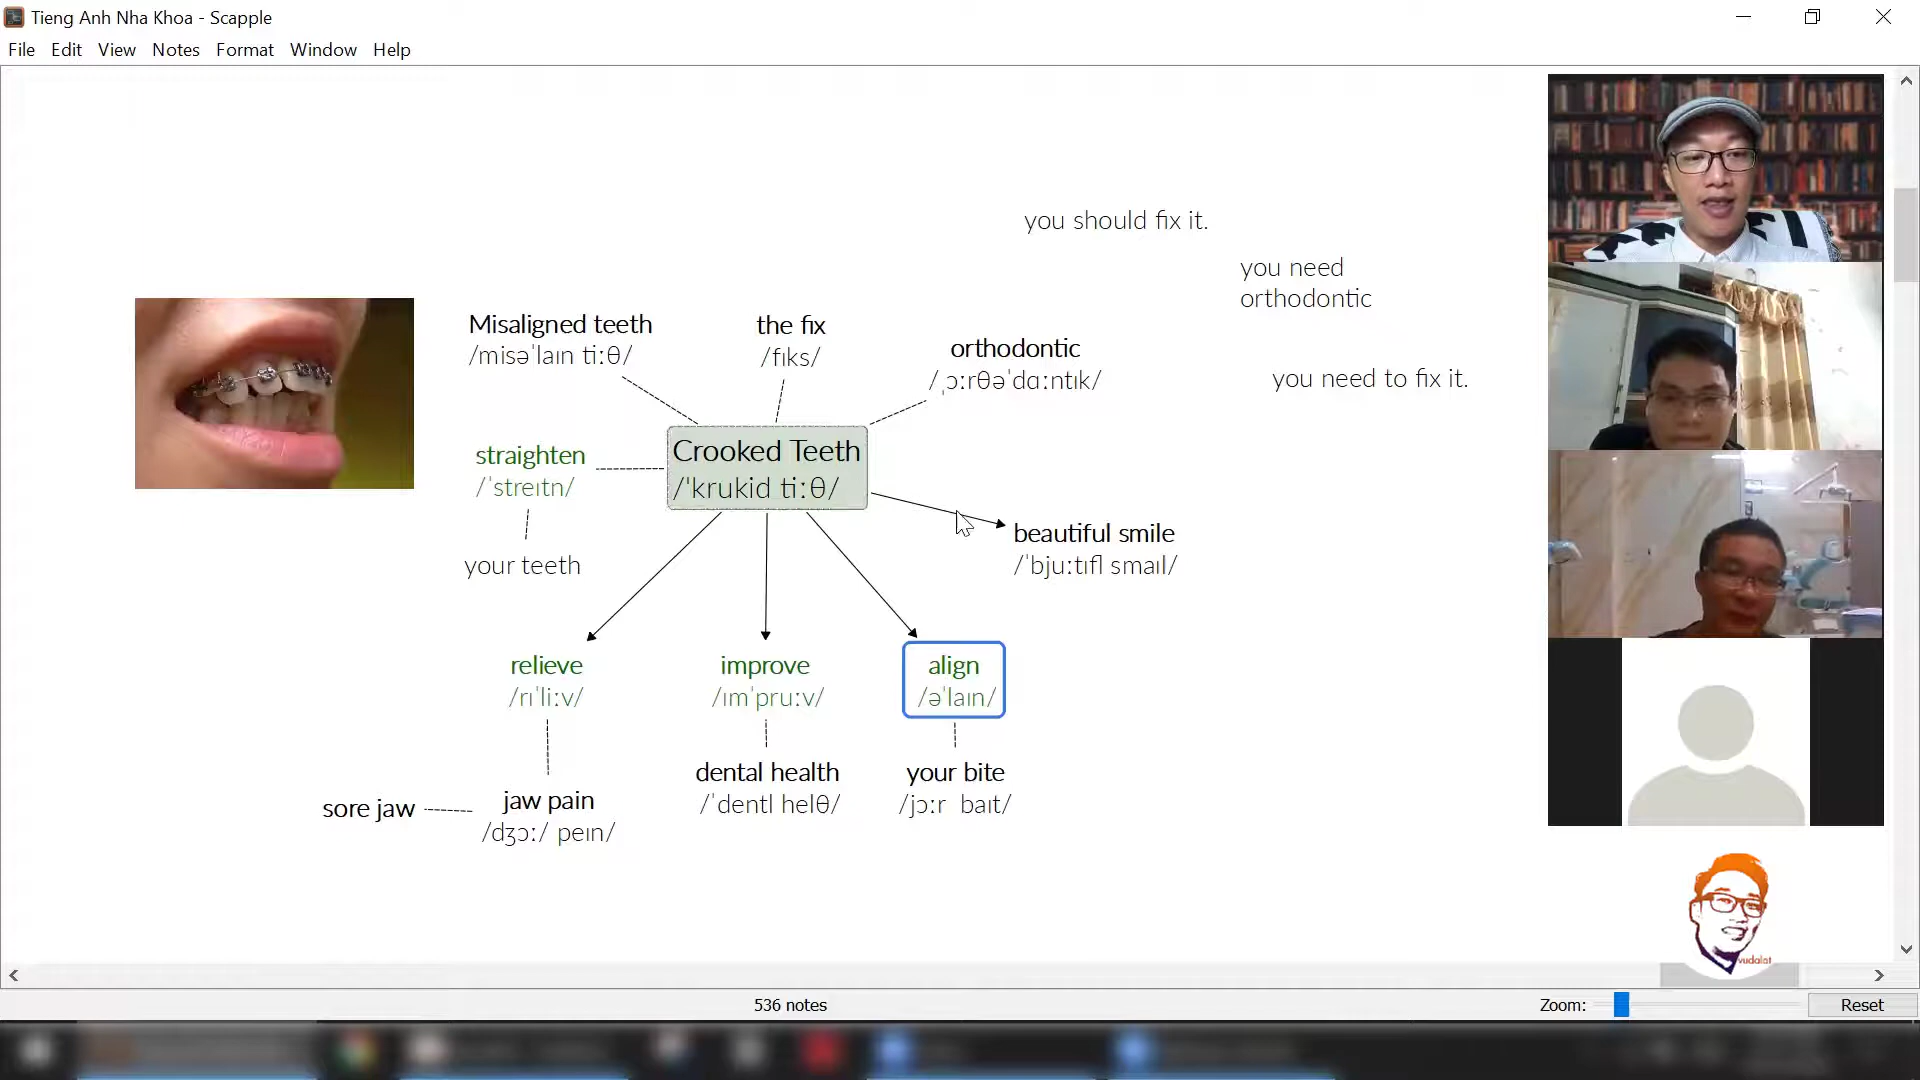 Tieng Anh Nha Khoa - Scapple
File Edit View Notes Format Window Help
you should fix it.
you need
orthodontic
Misaligned teeth
/misəˈlaɪn tiːθ/
the fix
/fɪks/
orthodontic
/ˌɔːrθəˈdɑːntɪk/
you need to fix it.
straighten
/ˈstreɪtn/
Crooked Teeth
/ˈkrukid tiːθ/
your teeth
beautiful smile
/ˈbjuːtɪfl smaɪl/
relieve
/rɪˈliːv/
improve
/ɪmˈpruːv/
align
/əˈlaɪn/
sore jaw
jaw pain
/dʒɔː/ peɪn/
dental health
/ˈdentl helθ/
your bite
/jɔːr baɪt/
vudalat
536 notes
Zoom:
Reset